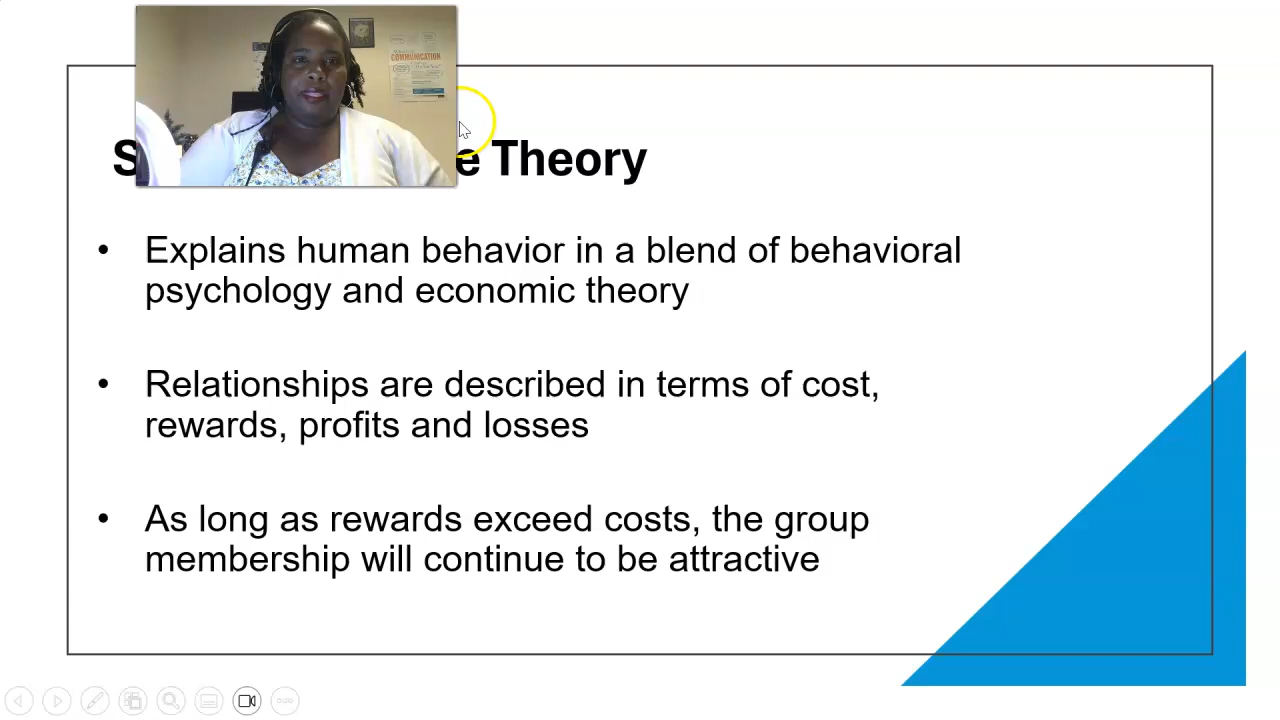 COMMUNICATION
Theory
• Explains human behavior in a blend of behavioral
psychology and economic theory
• Relationships are described in terms of cost,
rewards, profits and losses
• As long as rewards exceed costs, the group
membership will continue to be attractive